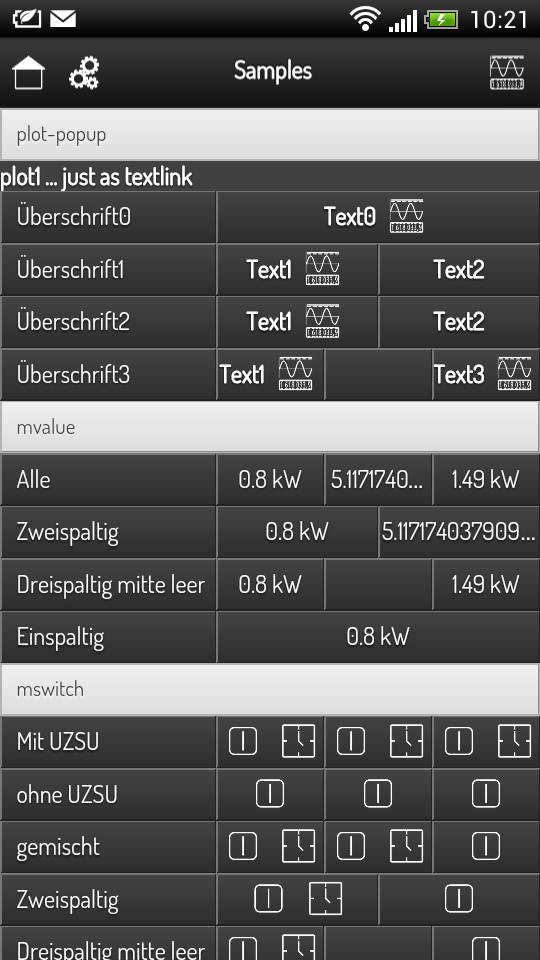 10:21
Samples
plot-popup
plot1 ... just as textlink
Überschrift0 Text0
Überschrift1 Text1 Text2
Überschrift2 Text1 Text2
Überschrift3 Text1 Text3
mvalue
Alle 0.8 kW 5.1171740... 1.49 kW
Zweispaltig 0.8 kW 5.117174037909...
Dreispaltig mitte leer 0.8 kW 1.49 kW
Einspaltig 0.8 kW
mswitch
Mit UZSU
ohne UZSU
gemischt
Zweispaltig
Dreispaltig mitte leer